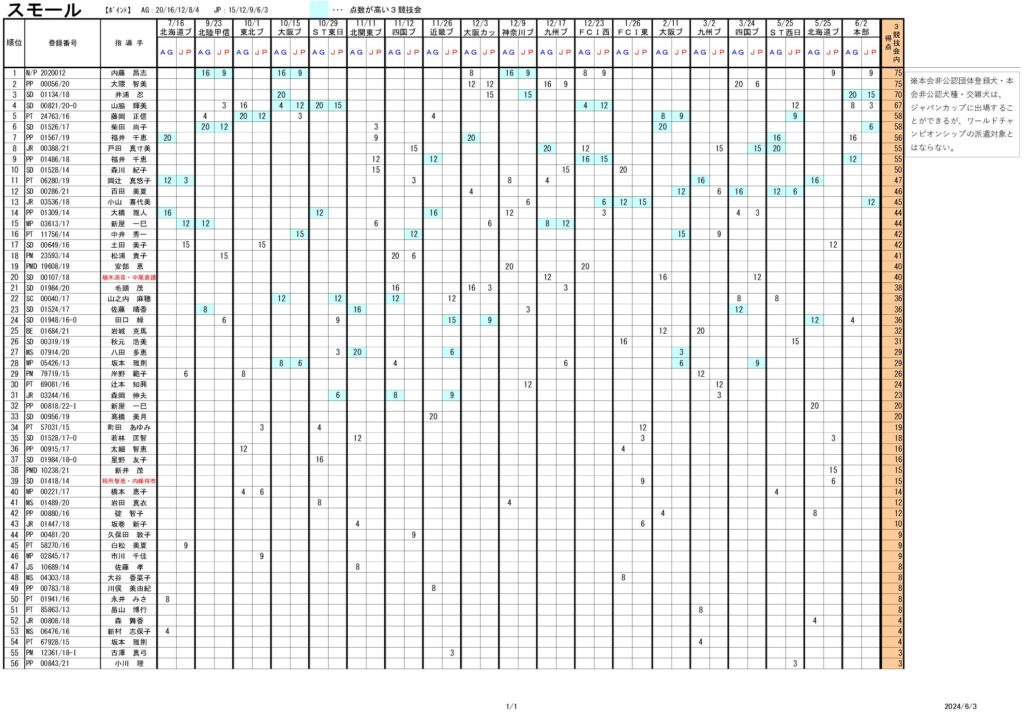 スモール 【ポイント】 AG:20/16/12/8/4 JP:15/12/9/6/3 ・・・ 点数が高い3競技会
7/16 9/23 10/1 10/15 10/29 11/11 11/12 11/26 12/3 12/9 12/17 12/23 1/26 2/11 3/2 3/20 5/25 5/25 6/2
順位 登録番号 指導手 北海道ブ 北陸甲信 東北ブ 大阪ブ ST東日 北関東ブ 四国ブ 近畿ブ 大阪カッ 神奈川ブ 九州ブ FCI西 FCI東 大阪ブ 九州ブ 四国ブ ST西日 北海道ブ 本部 3競技会内得点
AG JP AG JP AG JP AG JP AG JP AG JP AG JP AG JP AG JP AG JP AG JP AG JP AG JP AG JP AG JP AG JP AG JP AG JP AG JP
1 N/P 2020012 内藤 昌志 16 9 16 9 8 16 9 8 9 9 9 75
2 PP 00056/20 大隈 智美 12 12 16 9 20 6 75
3 SD 01134/18 井浦 忍 20 15 15 20 15 70
4 SD 00821/20-O 山脇 輝美 3 16 4 12 20 15 4 12 12 8 3 67
5 PT 24763/16 藤岡 正信 4 20 12 3 4 8 9 9 58
6 SD 01526/17 柴田 尚子 20 12 3 20 6 58
7 PP 01567/19 福井 千恵 20 9 20 16 16 56
8 JR 00388/21 戸田 真寸美 15 20 12 15 15 20 55
9 PP 01486/18 福井 千恵 12 12 16 15 12 55
10 SD 01528/14 森川 紀子 15 15 20 50
11 PT 06280/19 岡辻 真悠子 12 3 3 8 4 16 16 47
12 SD 00286/21 百田 美夏 4 12 6 16 12 6 46
13 JR 03536/18 小山 喜代美 6 6 12 15 12 45
14 PP 01309/14 大橋 雅人 16 12 16 12 3 4 3 44
15 WP 03613/17 新屋 一巳 12 12 6 6 8 12 44
16 PT 11756/14 中井 秀一 15 12 15 9 42
17 SD 00649/16 土田 美子 15 15 12 42
18 PM 23593/14 松浦 貴子 15 20 6 41
19 PMD 19608/19 安部 恵 20 20 40
20 SD 00107/18 12 16 12 40
21 SD 01984/20 毛頭 茂 16 16 3 3 38
22 SC 00040/17 山之内 麻穂 12 12 12 12 8 8 36
23 SD 01524/17 佐藤 晴香 8 16 3 12 36
24 SD 01948/16-O 田口 緑 6 9 15 9 12 4 36
25 BE 01684/21 岩城 克馬 12 20 32
26 SD 00319/19 秋元 浩美 16 15 31
27 MS 07914/20 八田 多恵 3 20 6 3 29
28 WP 05426/13 坂本 雅則 8 6 4 6 6 9 29
29 PM 79719/15 岸野 範子 6 8 12 26
30 PT 69081/16 辻本 知興 12 12 24
31 JR 03244/16 森岡 伸夫 6 8 9 3 23
32 PP 00818/22-I 新屋 一巳 20 20
33 SD 00956/19 髙橋 美月 20 20
34 PT 57031/15 町田 あゆみ 3 4 12 19
35 SD 01528/17-O 若林 匡智 12 3 3 18
36 PP 00915/17 太細 智恵 12 4 16
37 SD 01984/18-O 星野 友子 16 16
38 PMD 10238/21 新井 茂 15 15
39 SD 01418/14 9 6 15
40 WP 00221/17 橋本 恵子 4 6 4 14
41 MS 01489/20 岩田 真衣 8 4 12
42 PP 00880/16 碇 智子 4 8 12
43 JR 01447/18 坂巻 新子 4 6 10
44 PP 00481/20 久保田 敦子 9 9
45 PT 58270/16 白松 美夏 9 9
46 WP 02845/17 市川 千佳 9 9
47 JS 10689/14 佐藤 孝 8 8
48 MS 04303/18 大谷 香菜子 8 8
49 PP 00783/18 川俣 美由紀 8 8
50 PT 01941/16 永井 みさ 8 8
51 PT 85863/13 畠山 博行 8 8
52 JR 00808/18 森 舞香 4 4
53 MS 06476/16 新村 志保子 4 4
54 PT 67928/15 坂本 雅則 4 4
55 PM 12361/18-I 古澤 真弓 3 3
56 PP 00843/21 小川 理 3 3
※本会非公認団体登録犬・本
会非公認犬種・交雑犬は、
ジャパンカップに出場するこ
とができるが、ワールドチャ
ンピオンシップの派遣対象と
はならない。
1/1 2024/6/3